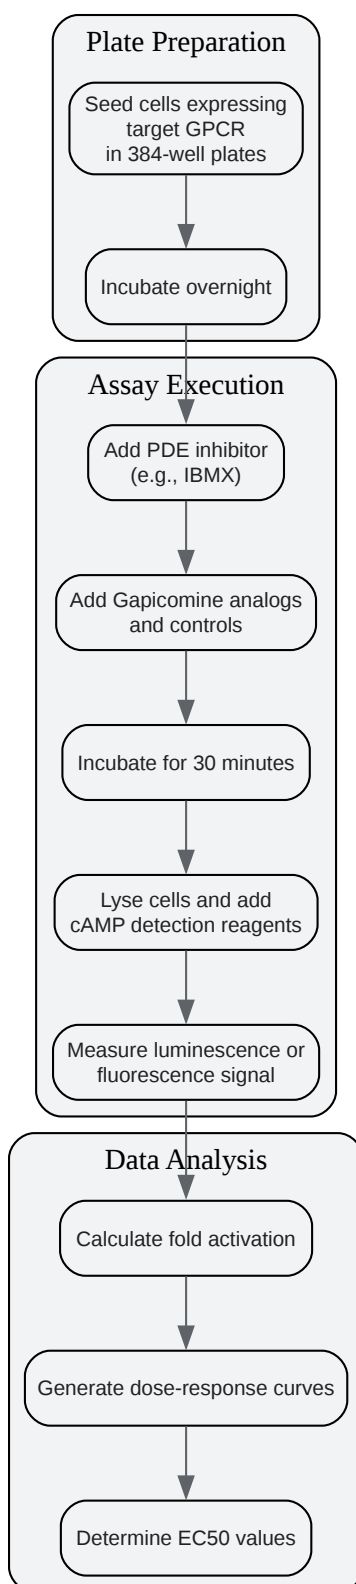 Plate Preparation
Seed cells expressing
target GPCR
in 384-well plates
Incubate overnight
Assay Execution
Add PDE inhibitor
(e.g., IBMX)
Add Gapicomine analogs
and controls
Incubate for 30 minutes
Lyse cells and add
cAMP detection reagents
Measure luminescence or
fluorescence signal
Data Analysis
Calculate fold activation
Generate dose-response curves
Determine EC50 values